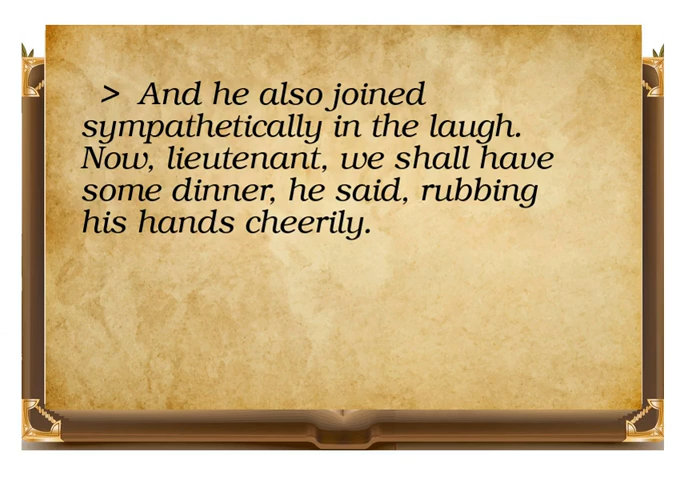 > And he also joined
sympathetically in the laugh.
Now, lieutenant, we shall have
some dinner, he said, rubbing
his hands cheerily.